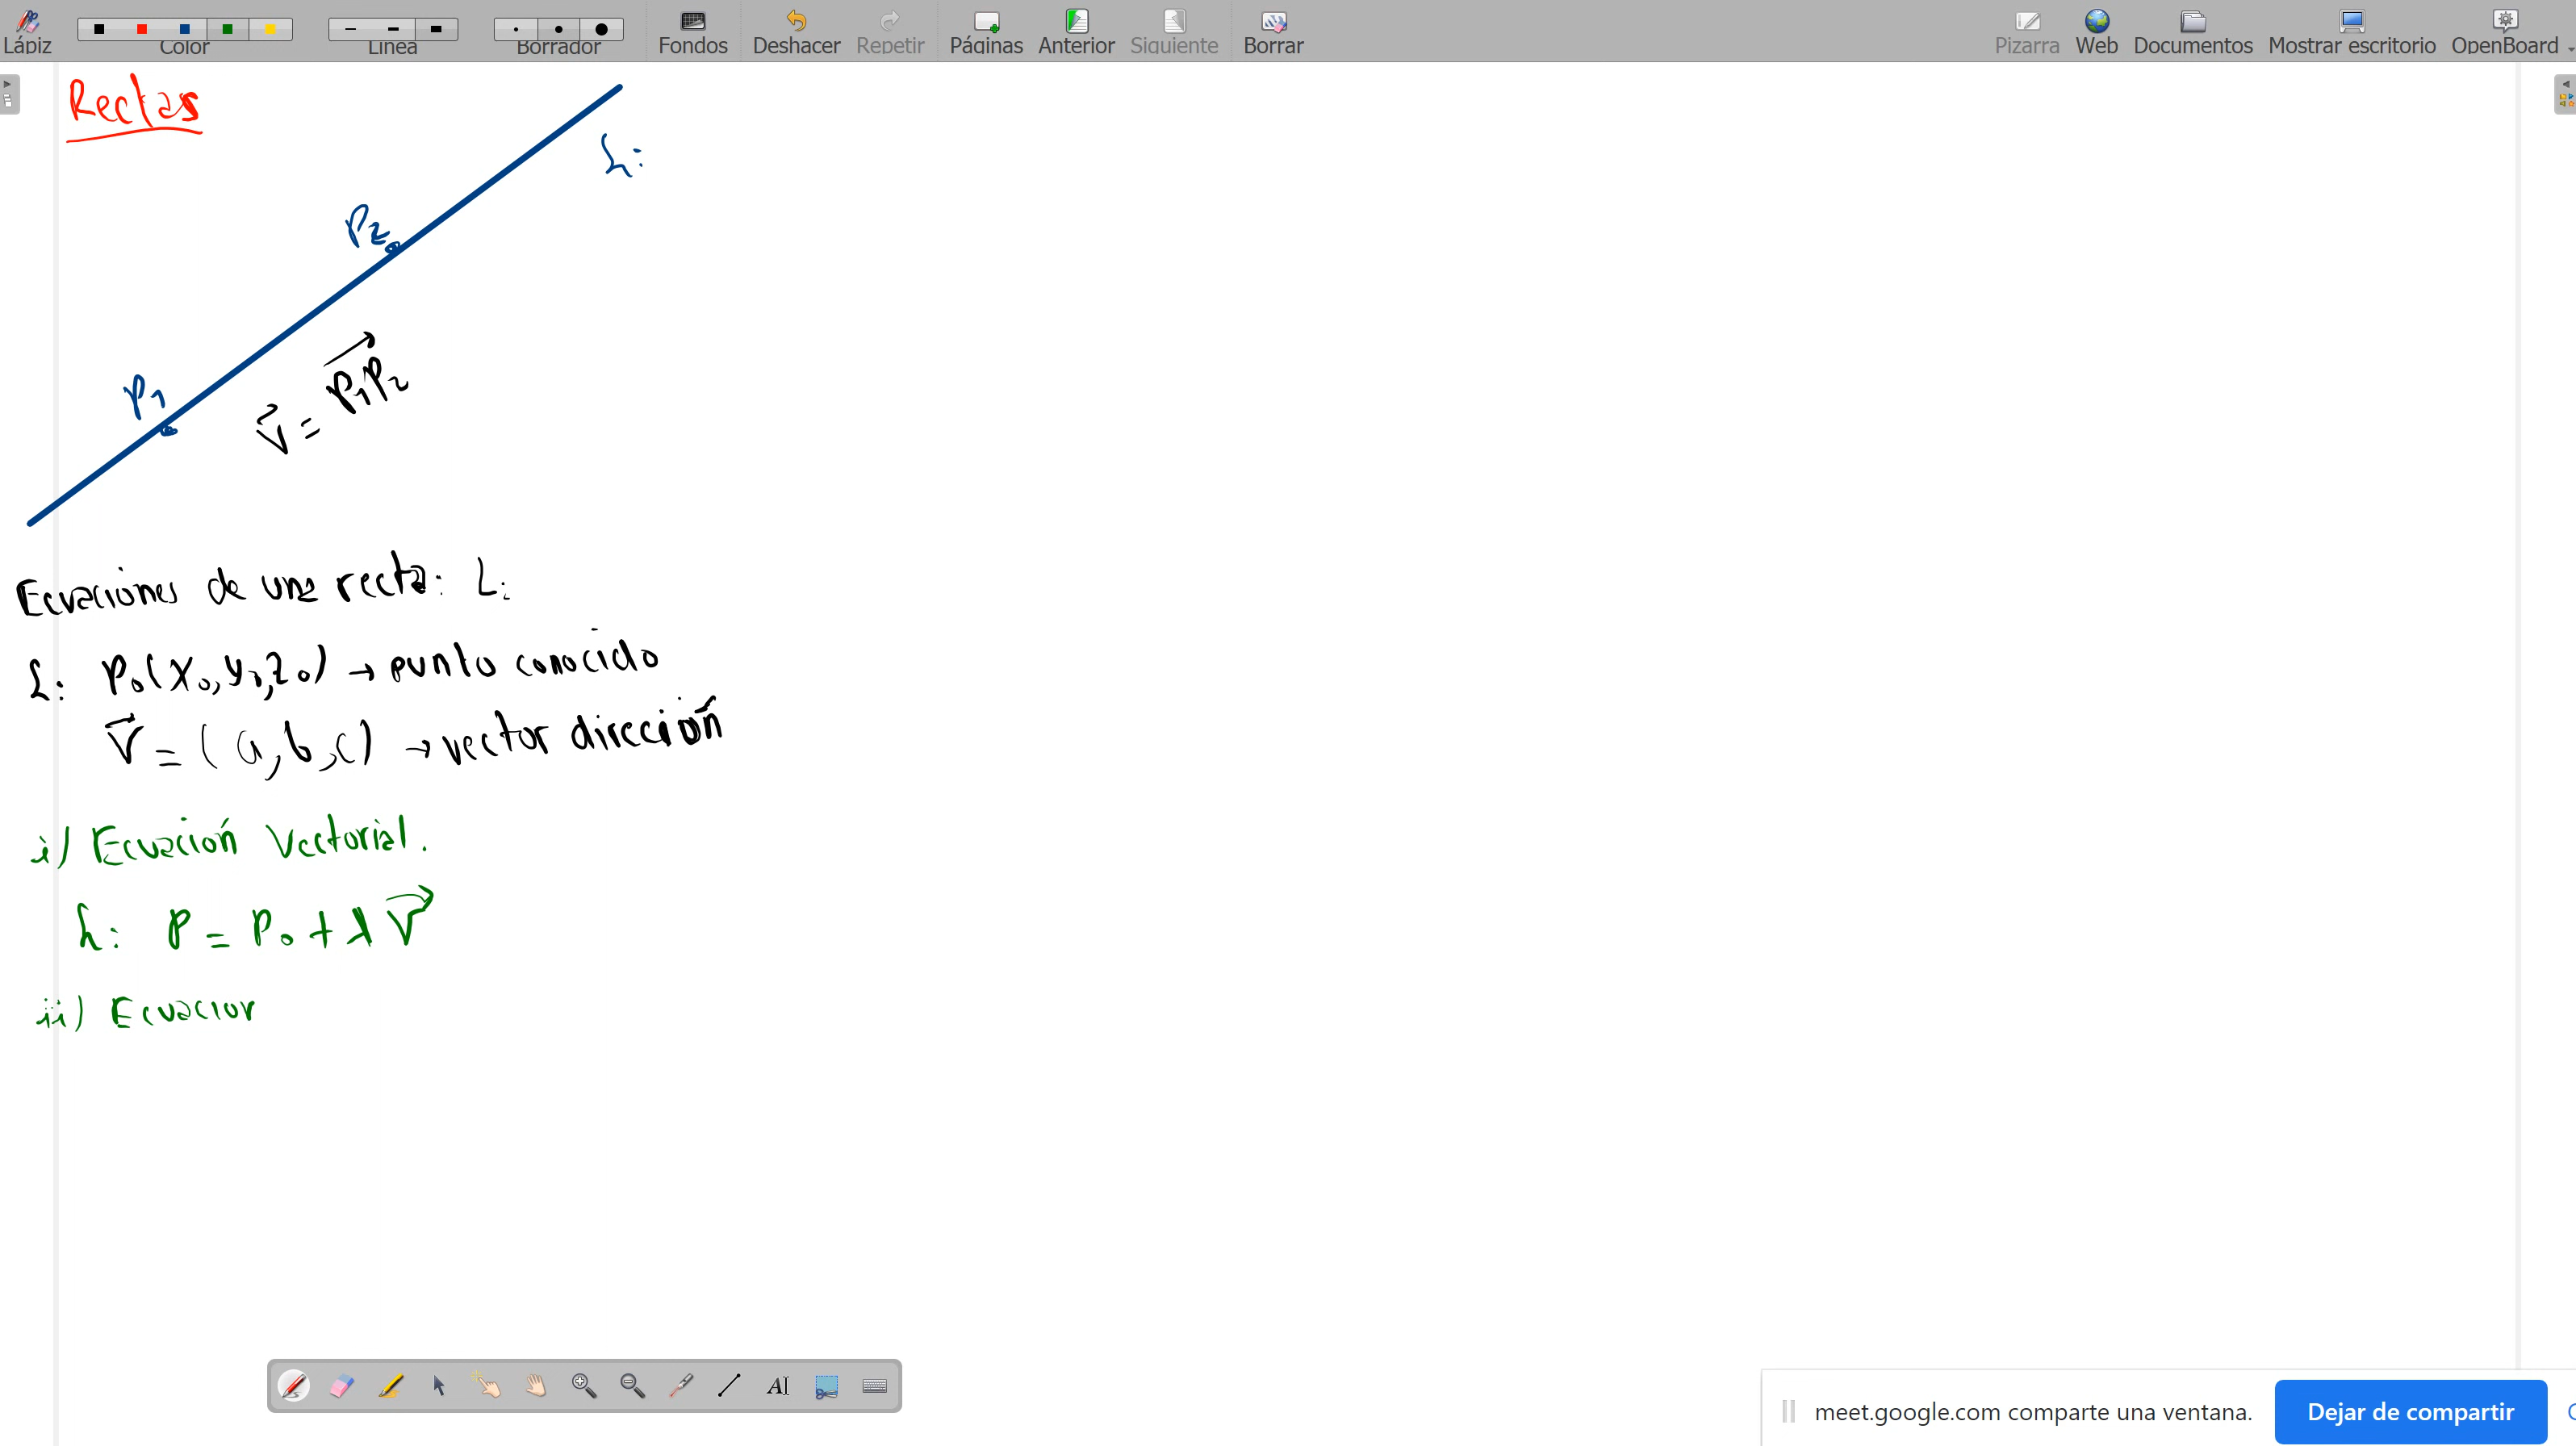 Lápiz Color Línea Borrador Fondos Deshacer Repetir Páginas Anterior Siguiente Borrar Pizarra Web Documentos Mostrar escritorio OpenBoard
Rectas
L:
P2
P1
V⃗ = P1P2
Ecuaciones de una recta: L:
L: P₀(x₀, y₀, z₀) → punto conocido
V⃗ = (a, b, c) → vector dirección
i) Ecuación Vectorial.
L: P = P₀ + λ V⃗
ii) Ecuacior
meet.google.com comparte una ventana. Dejar de compartir